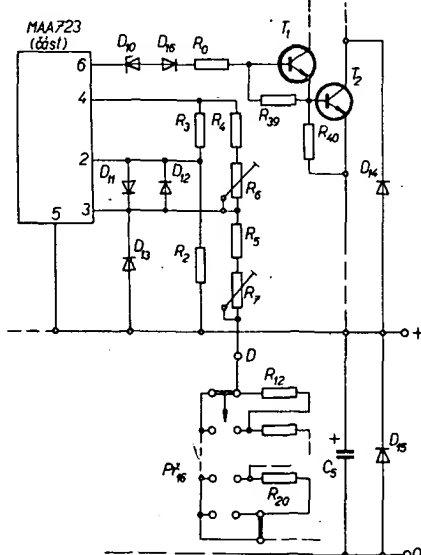 MAA723
(část)
6
4
2
3
5
D10
D16
R0
T1
T2
R39
R40
R3
R4
D11
D12
R6
D14
D13
R2
R5
R7
+
D
R12
Př16
R20
+
C5
D15
0